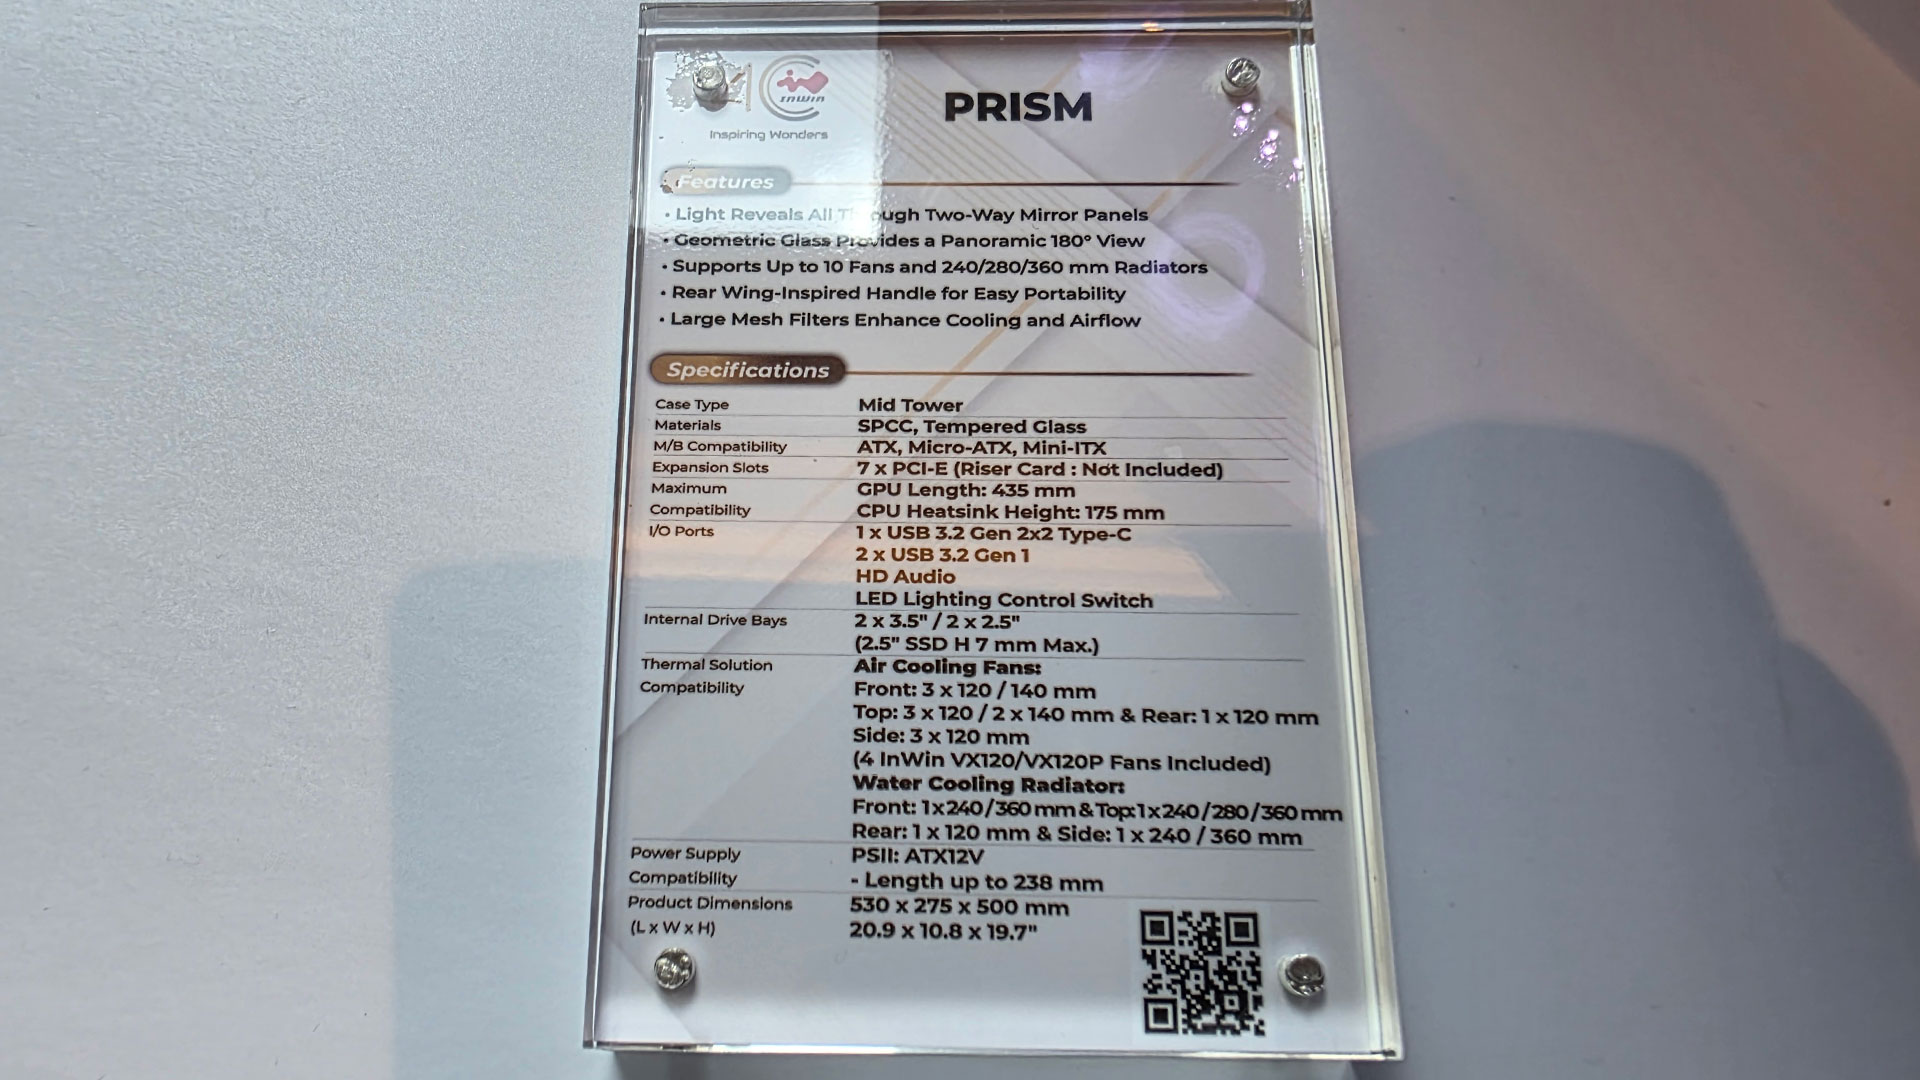 InWin
Inspiring Wonders
PRISM
Features
• Light Reveals All Through Two-Way Mirror Panels
• Geometric Glass Provides a Panoramic 180° View
• Supports Up to 10 Fans and 240/280/360 mm Radiators
• Rear Wing-Inspired Handle for Easy Portability
• Large Mesh Filters Enhance Cooling and Airflow
Specifications
Case Type Mid Tower
Materials SPCC, Tempered Glass
M/B Compatibility ATX, Micro-ATX, Mini-ITX
Expansion Slots 7 x PCI-E (Riser Card : Not Included)
Maximum GPU Length: 435 mm
Compatibility CPU Heatsink Height: 175 mm
I/O Ports 1 x USB 3.2 Gen 2x2 Type-C
2 x USB 3.2 Gen 1
HD Audio
LED Lighting Control Switch
Internal Drive Bays 2 x 3.5" / 2 x 2.5"
(2.5" SSD H 7 mm Max.)
Thermal Solution Air Cooling Fans:
Compatibility Front: 3 x 120 / 140 mm
Top: 3 x 120 / 2 x 140 mm & Rear: 1 x 120 mm
Side: 3 x 120 mm
(4 InWin VX120/VX120P Fans Included)
Water Cooling Radiator:
Front: 1 x 240 / 360 mm & Top: 1 x 240 / 280 / 360 mm
Rear: 1 x 120 mm & Side: 1 x 240 / 360 mm
Power Supply PSII: ATX12V
Compatibility - Length up to 238 mm
Product Dimensions 530 x 275 x 500 mm
(L x W x H) 20.9 x 10.8 x 19.7"